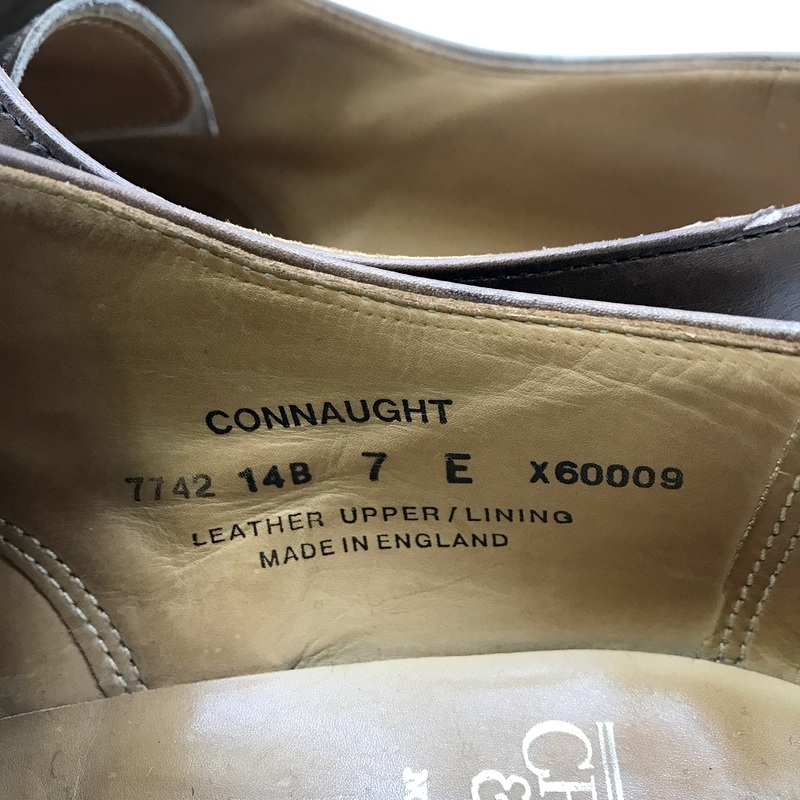 CONNAUGHT
7742 14B 7 E X60009
LEATHER UPPER/LINING
MADE IN ENGLAND